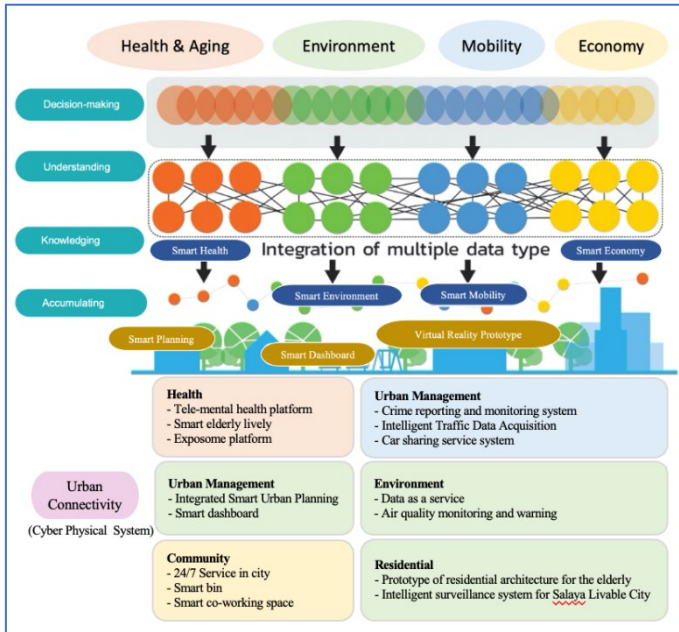 Health & Aging
Environment
Mobility
Economy
Decision-making
Understanding
Knowledging
Smart Health
Integration of multiple data type
Smart Economy
Accumulating
Smart Environment
Smart Mobility
Smart Planning
Smart Dashboard
Virtual Reality Prototype
Health
- Tele-mental health platform
- Smart elderly lively
- Exposome platform
Urban Management
- Crime reporting and monitoring system
- Intelligent Traffic Data Acquisition
- Car sharing service system
Urban
Connectivity
(Cyber Physical System)
Urban Management
- Integrated Smart Urban Planning
- Smart dashboard
Environment
- Data as a service
- Air quality monitoring and warning
Community
- 24/7 Service in city
- Smart bin
- Smart co-working space
Residential
- Prototype of residential architecture for the elderly
- Intelligent surveillance system for Salaya Livable City